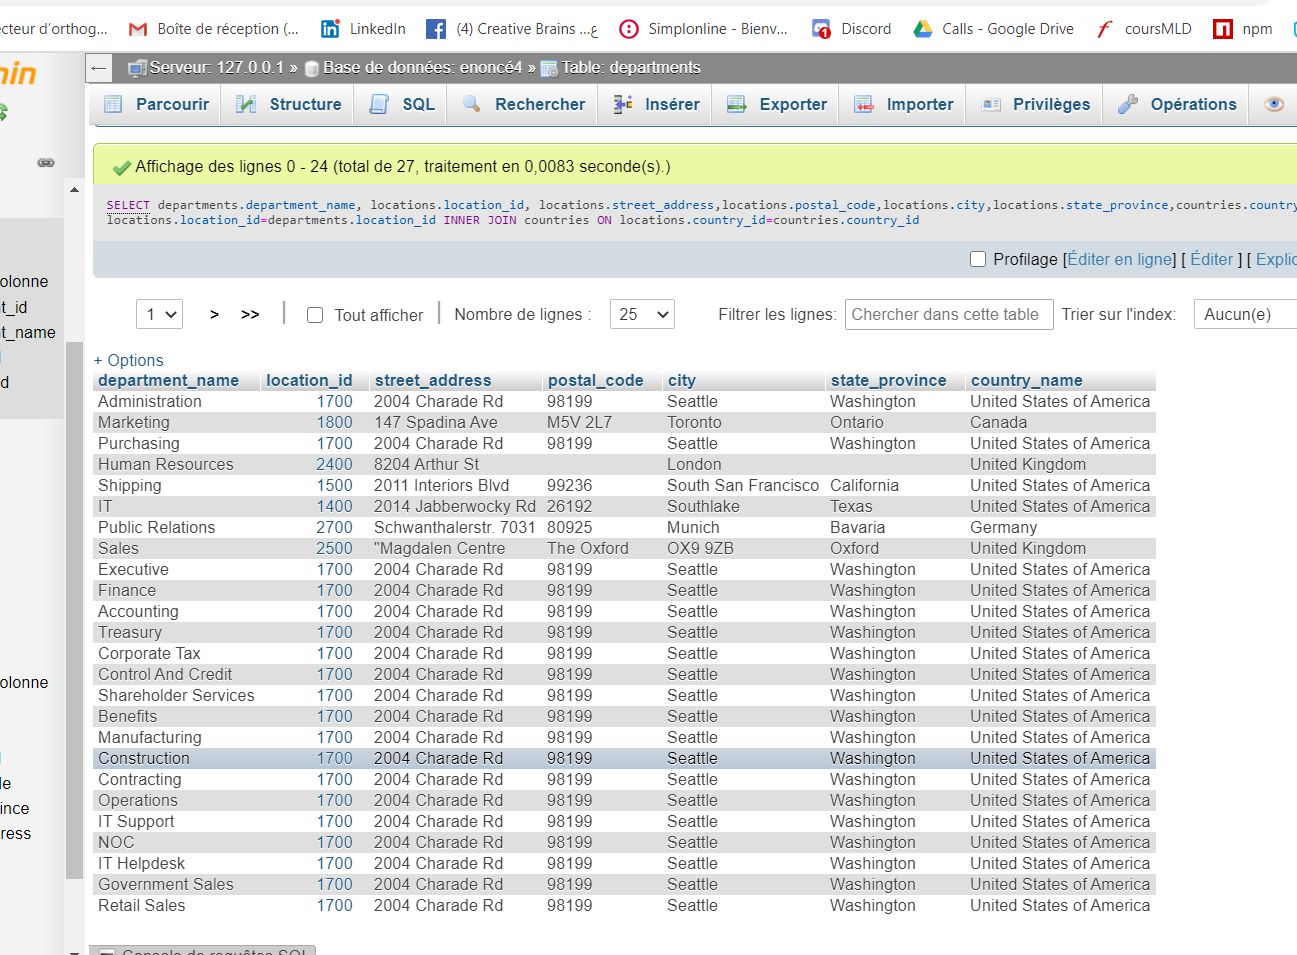 ecteur d'orthog...
Boîte de réception (...
LinkedIn
(4) Creative Brains ...ع
Simplonline - Bienv...
Discord
Calls - Google Drive
coursMLD
npm
min
← Serveur: 127.0.0.1 » Base de données: enoncé4 » Table: departments
Parcourir Structure SQL Rechercher Insérer Exporter Importer Privilèges Opérations
Affichage des lignes 0 - 24 (total de 27, traitement en 0,0083 seconde(s).)
SELECT departments.department_name, locations.location_id, locations.street_address,locations.postal_code,locations.city,locations.state_province,countries.country
locations.location_id=departments.location_id INNER JOIN countries ON locations.country_id=countries.country_id
Profilage [Éditer en ligne] [ Éditer ] [ Explic
1 > >> | Tout afficher | Nombre de lignes : 25 Filtrer les lignes: Chercher dans cette table Trier sur l'index: Aucun(e)
olonne
t_id
t_name
d
olonne
le
ince
ress
+ Options
department_name location_id street_address postal_code city state_province country_name
Administration 1700 2004 Charade Rd 98199 Seattle Washington United States of America
Marketing 1800 147 Spadina Ave M5V 2L7 Toronto Ontario Canada
Purchasing 1700 2004 Charade Rd 98199 Seattle Washington United States of America
Human Resources 2400 8204 Arthur St London United Kingdom
Shipping 1500 2011 Interiors Blvd 99236 South San Francisco California United States of America
IT 1400 2014 Jabberwocky Rd 26192 Southlake Texas United States of America
Public Relations 2700 Schwanthalerstr. 7031 80925 Munich Bavaria Germany
Sales 2500 "Magdalen Centre The Oxford OX9 9ZB Oxford United Kingdom
Executive 1700 2004 Charade Rd 98199 Seattle Washington United States of America
Finance 1700 2004 Charade Rd 98199 Seattle Washington United States of America
Accounting 1700 2004 Charade Rd 98199 Seattle Washington United States of America
Treasury 1700 2004 Charade Rd 98199 Seattle Washington United States of America
Corporate Tax 1700 2004 Charade Rd 98199 Seattle Washington United States of America
Control And Credit 1700 2004 Charade Rd 98199 Seattle Washington United States of America
Shareholder Services 1700 2004 Charade Rd 98199 Seattle Washington United States of America
Benefits 1700 2004 Charade Rd 98199 Seattle Washington United States of America
Manufacturing 1700 2004 Charade Rd 98199 Seattle Washington United States of America
Construction 1700 2004 Charade Rd 98199 Seattle Washington United States of America
Contracting 1700 2004 Charade Rd 98199 Seattle Washington United States of America
Operations 1700 2004 Charade Rd 98199 Seattle Washington United States of America
IT Support 1700 2004 Charade Rd 98199 Seattle Washington United States of America
NOC 1700 2004 Charade Rd 98199 Seattle Washington United States of America
IT Helpdesk 1700 2004 Charade Rd 98199 Seattle Washington United States of America
Government Sales 1700 2004 Charade Rd 98199 Seattle Washington United States of America
Retail Sales 1700 2004 Charade Rd 98199 Seattle Washington United States of America
Console de requêtes SQL